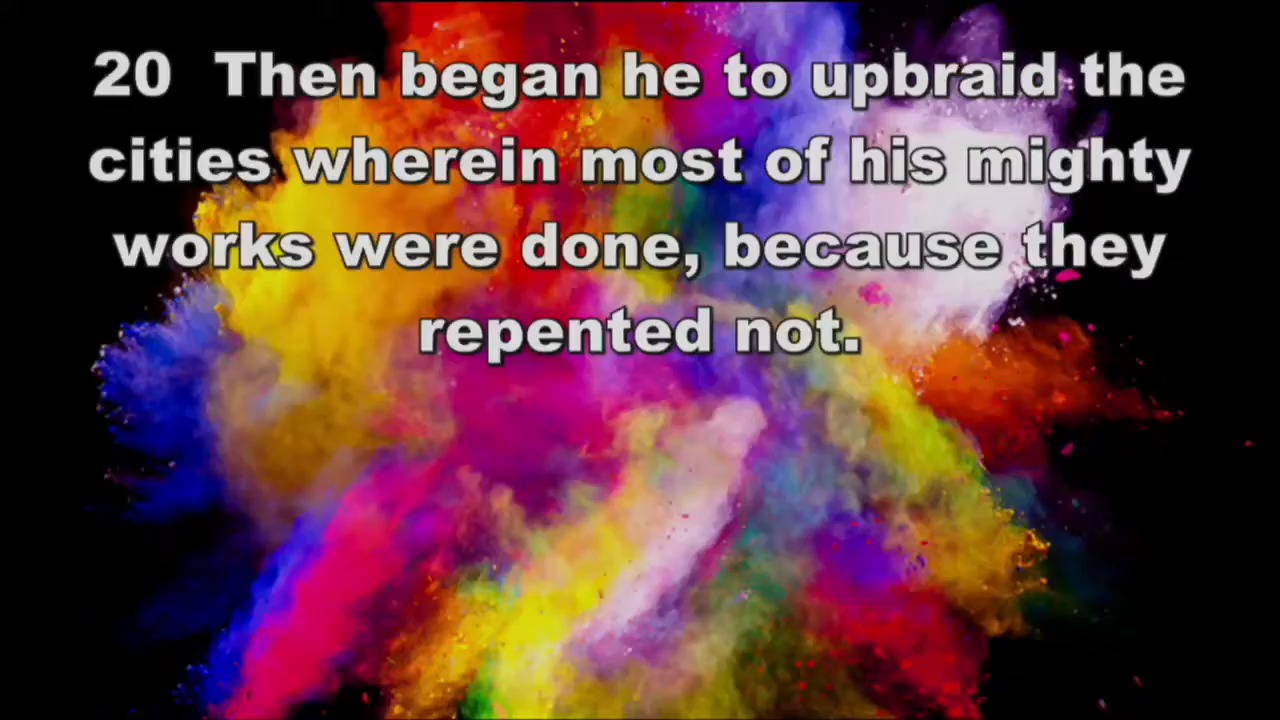 20 Then began he to upbraid the
cities wherein most of his mighty
works were done, because they
repented not.